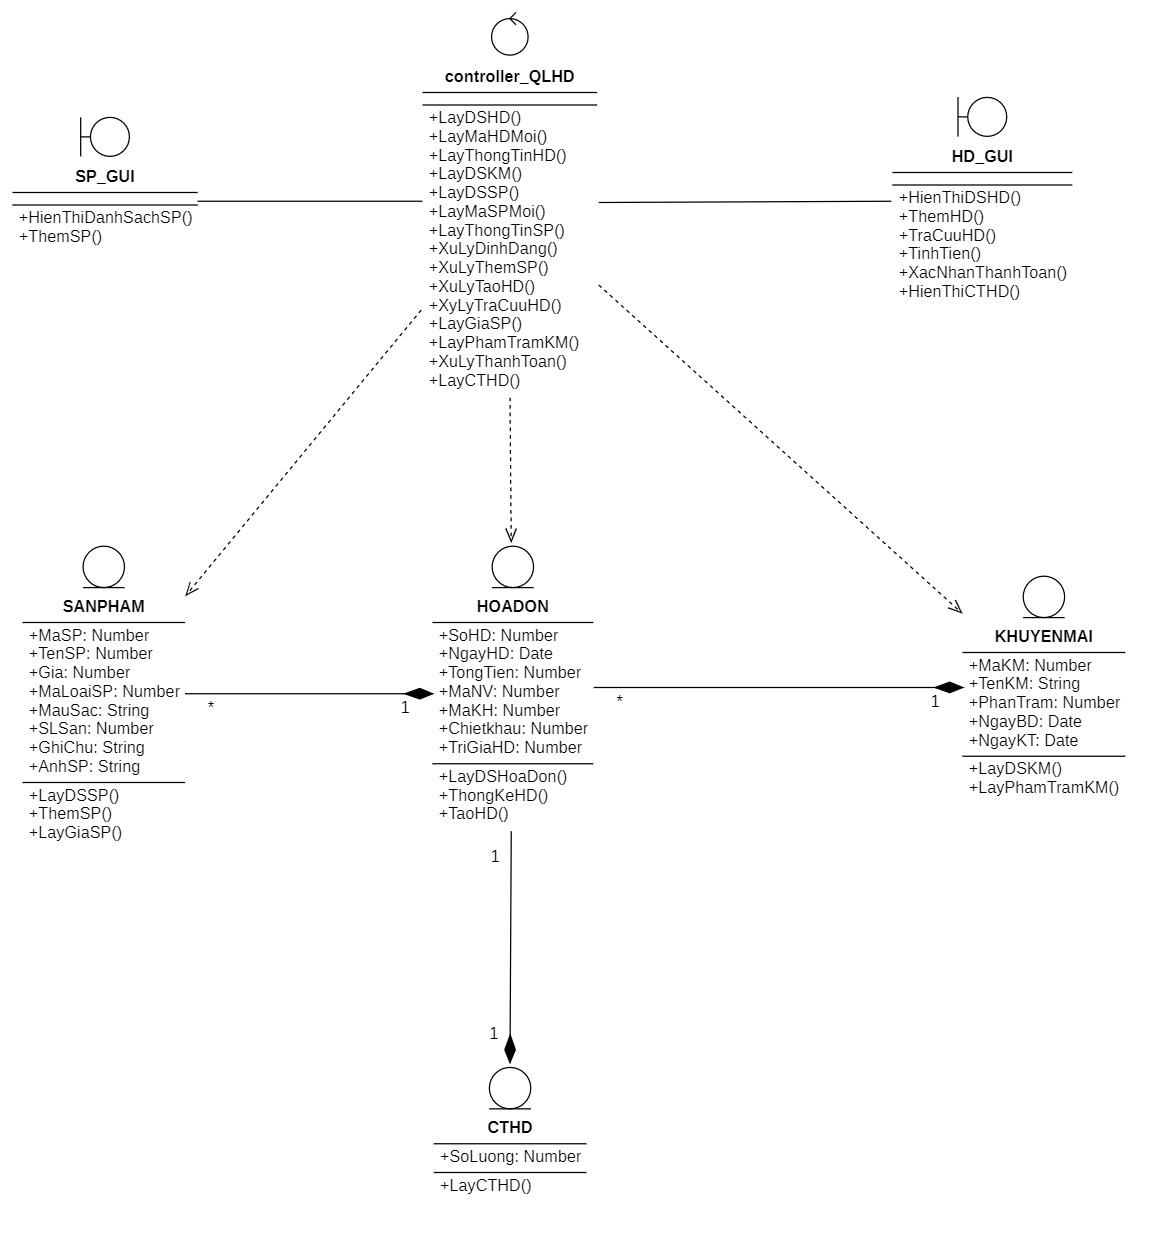 controller_QLHD
+LayDSHD()
+LayMaHDMoi()
+LayThongTinHD()
+LayDSKM()
+LayDSSP()
+LayMaSPMoi()
+LayThongTinSP()
+XuLyDinhDang()
+XuLyThemSP()
+XuLyTaoHD()
+XyLyTraCuuHD()
+LayGiaSP()
+LayPhamTramKM()
+XuLyThanhToan()
+LayCTHD()
SP_GUI
+HienThiDanhSachSP()
+ThemSP()
HD_GUI
+HienThiDSHD()
+ThemHD()
+TraCuuHD()
+TinhTien()
+XacNhanThanhToan()
+HienThiCTHD()
SANPHAM
+MaSP: Number
+TenSP: Number
+Gia: Number
+MaLoaiSP: Number
+MauSac: String
+SLSan: Number
+GhiChu: String
+AnhSP: String
+LayDSSP()
+ThemSP()
+LayGiaSP()
*
1
HOADON
+SoHD: Number
+NgayHD: Date
+TongTien: Number
+MaNV: Number
+MaKH: Number
+Chietkhau: Number
+TriGiaHD: Number
+LayDSHoaDon()
+ThongKeHD()
+TaoHD()
*
1
KHUYENMAI
+MaKM: Number
+TenKM: String
+PhanTram: Number
+NgayBD: Date
+NgayKT: Date
+LayDSKM()
+LayPhamTramKM()
1
1
CTHD
+SoLuong: Number
+LayCTHD()